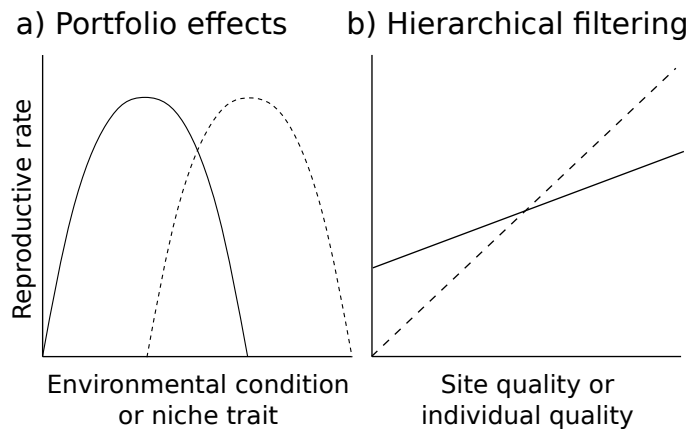 a) Portfolio effects
b) Hierarchical filtering
Reproductive rate
Environmental condition
or niche trait
Site quality or
individual quality